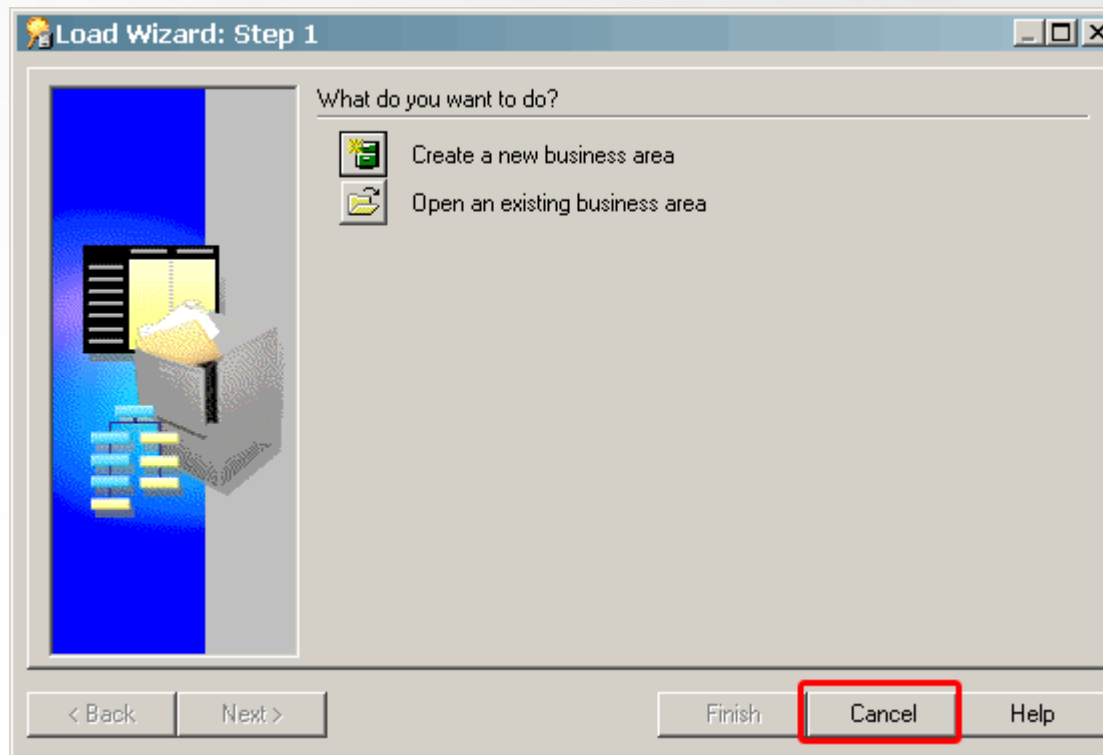 Load Wizard: Step 1
What do you want to do?
Create a new business area
Open an existing business area
< Back Next > Finish Cancel Help